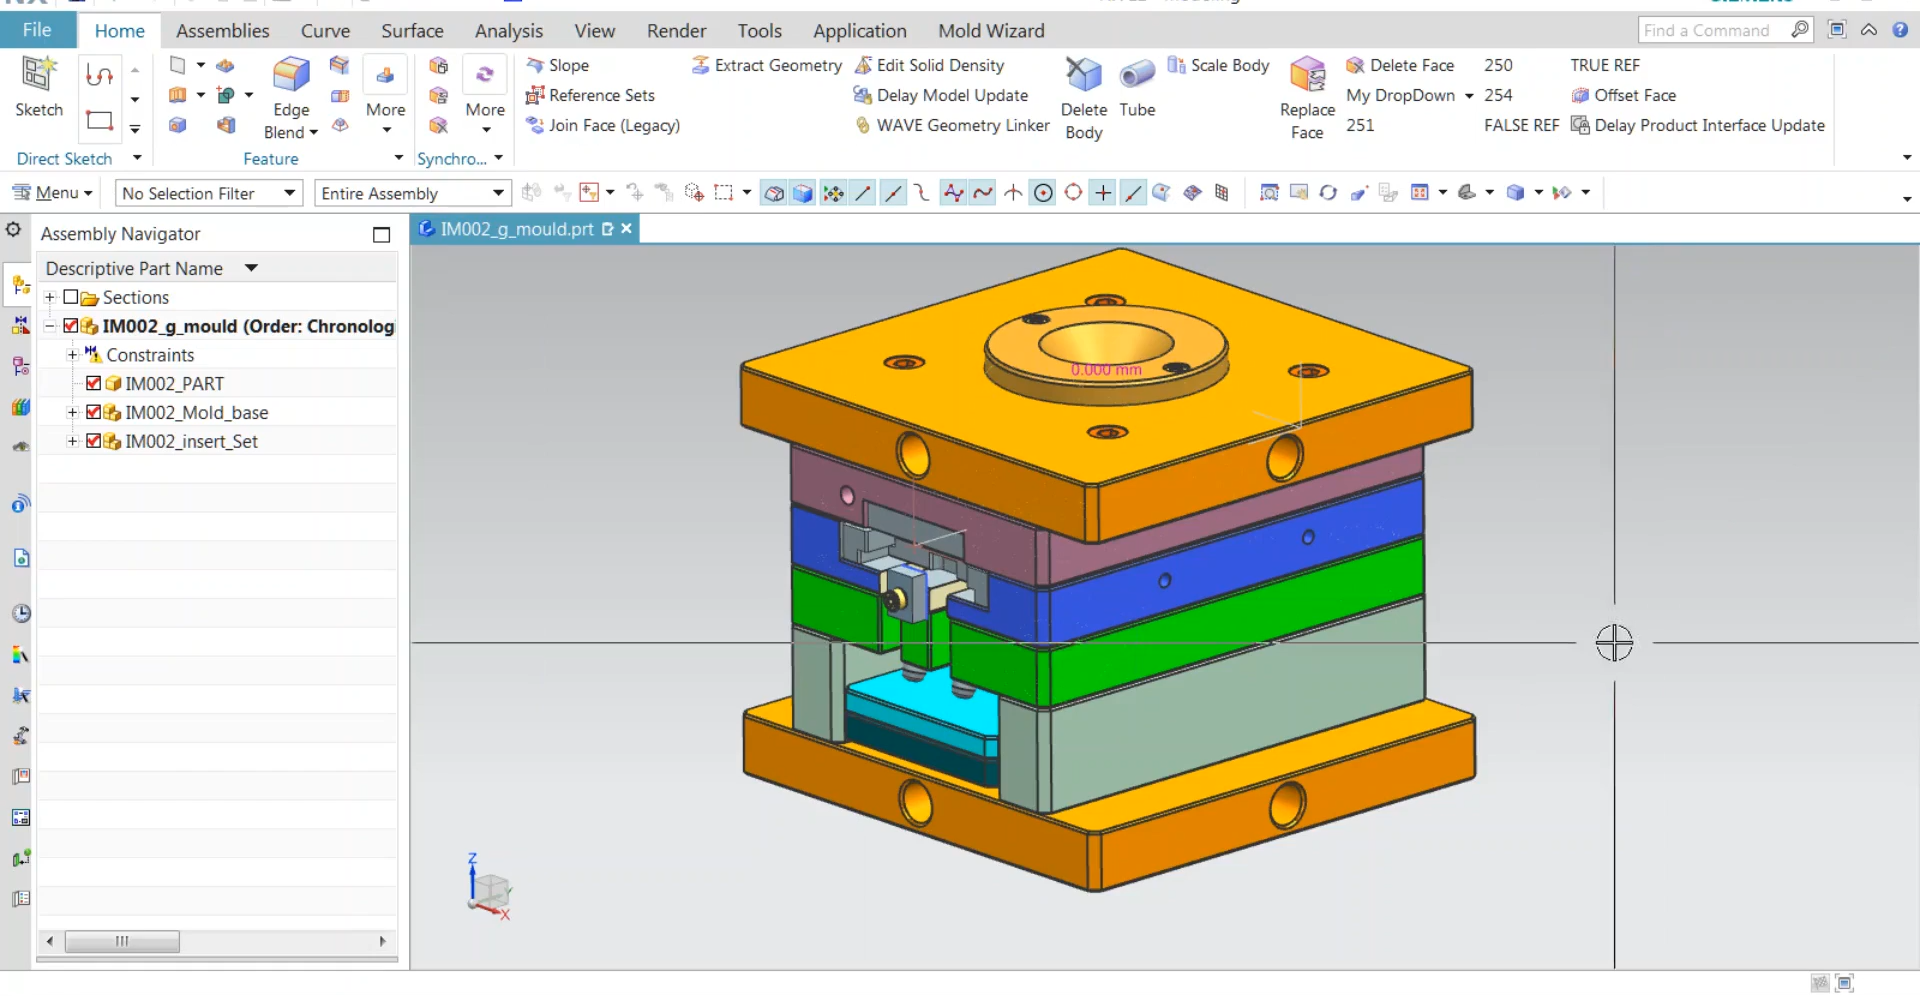 File Home Assemblies Curve Surface Analysis View Render Tools Application Mold Wizard Find a Command
Slope Extract Geometry Edit Solid Density Scale Body Delete Face 250 TRUE REF
Reference Sets Delay Model Update My DropDown 254 Offset Face
Join Face (Legacy) WAVE Geometry Linker 251 FALSE REF Delay Product Interface Update
Sketch Edge Blend More More Delete Body Tube Replace Face
Direct Sketch Feature Synchro...
Menu No Selection Filter Entire Assembly
Assembly Navigator
IM002_g_mould.prt
Descriptive Part Name
Sections
IM002_g_mould (Order: Chronolog
Constraints
IM002_PART
IM002_Mold_base
IM002_insert_Set
0.000 mm
Z
X